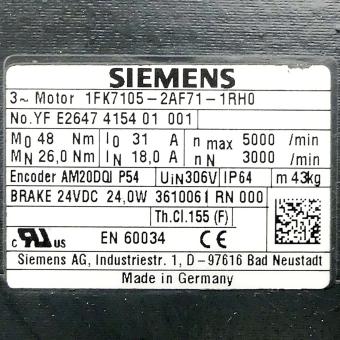 SIEMENS
3~ Motor 1FK7105-2AF71-1RH0
No.YF E2647 4154 01 001
M0 48 Nm I0 31 A n max 5000 /min
MN 26,0 Nm IN 18,0 A nN 3000 /min
Encoder AM20DQI P54 UIN306V IP64 m 43kg
BRAKE 24VDC 24,0W 3610061 RN 000
Th.Cl.155 (F)
c RU us EN 60034 CE
Siemens AG, Industriestr. 1, D-97616 Bad Neustadt
Made in Germany